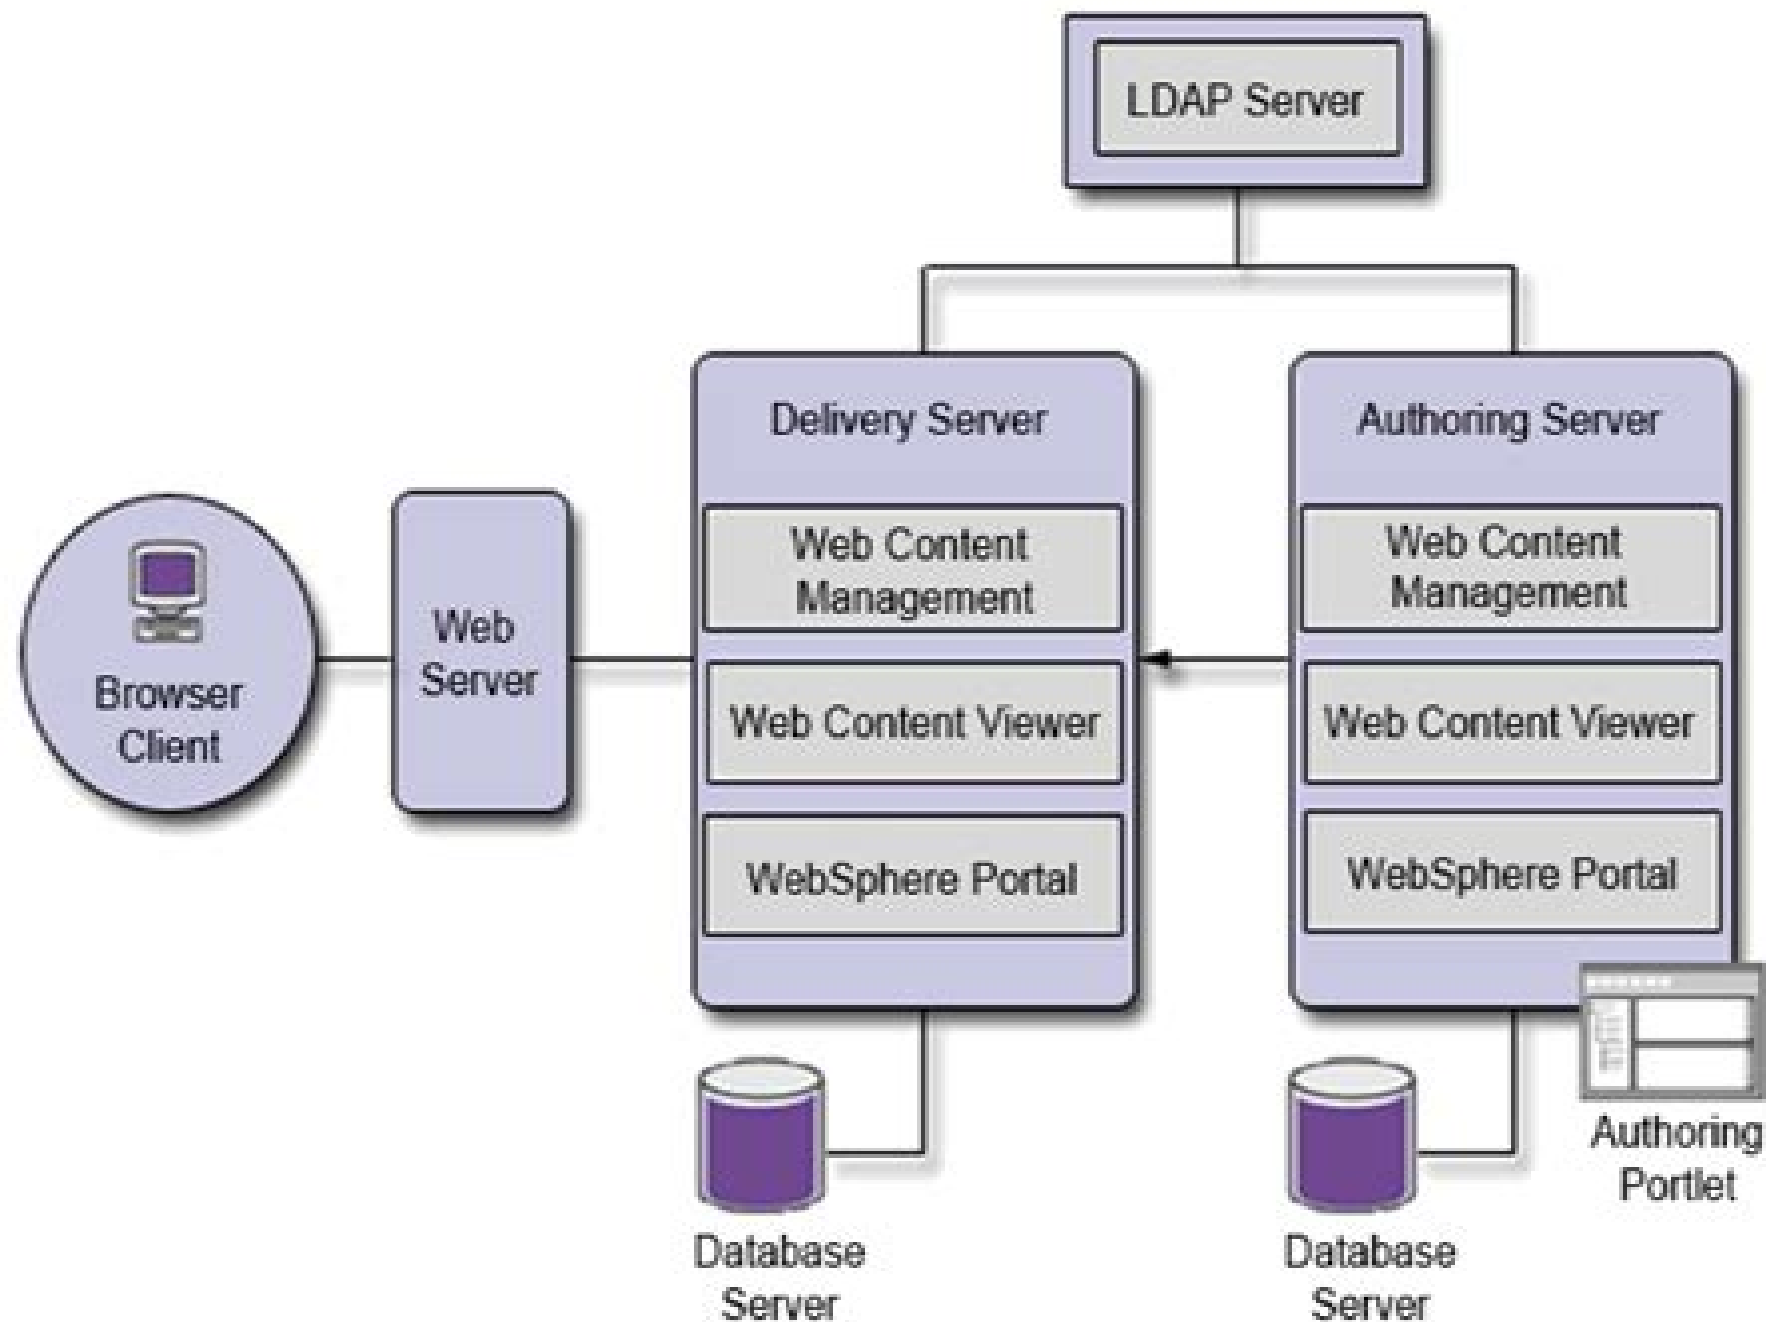 LDAP Server
Delivery Server
Authoring Server
Web Content
Management
Web Content
Management
Web
Server
Browser
Client
Web Content Viewer
Web Content Viewer
WebSphere Portal
WebSphere Portal
Authoring
Portlet
Database
Server
Database
Server